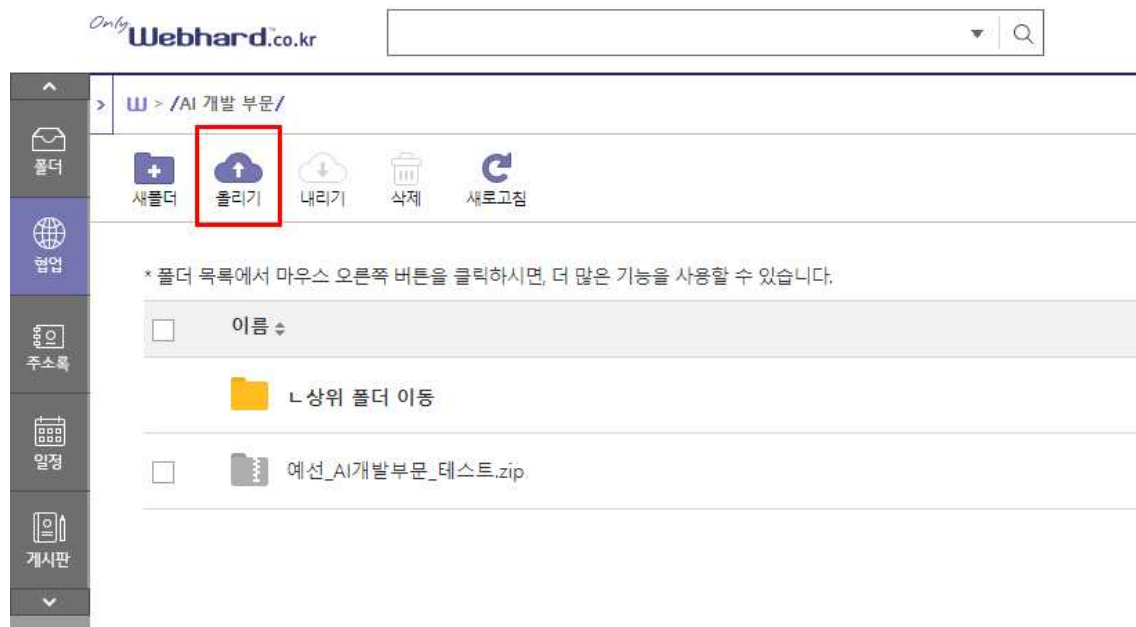 Only Webhard.co.kr
W > /AI 개발 부문/
폴더
협업
주소록
일정
게시판
새폴더 올리기 내리기 삭제 새로고침
* 폴더 목록에서 마우스 오른쪽 버튼을 클릭하시면, 더 많은 기능을 사용할 수 있습니다.
이름
ㄴ상위 폴더 이동
예선_AI개발부문_테스트.zip